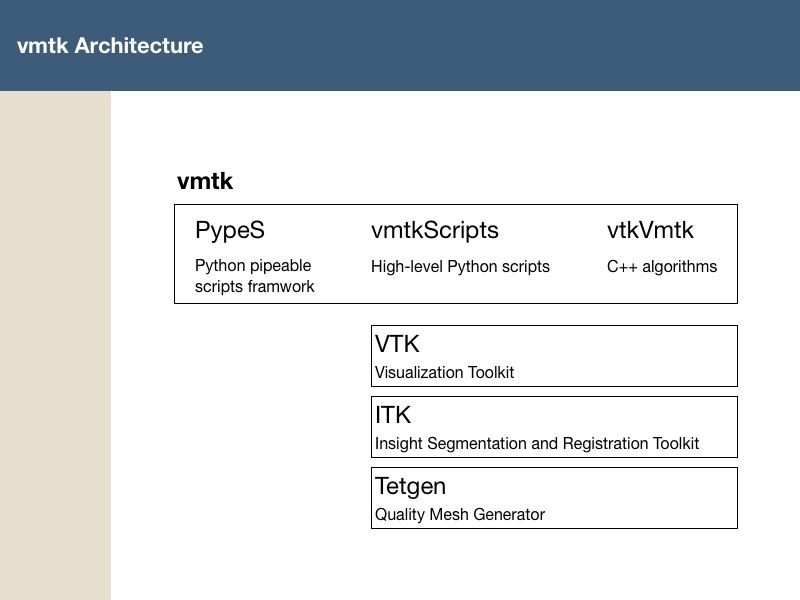 vmtk Architecture
vmtk
PypeS
Python pipeable
scripts framwork
vmtkScripts
High-level Python scripts
vtkVmtk
C++ algorithms
VTK
Visualization Toolkit
ITK
Insight Segmentation and Registration Toolkit
Tetgen
Quality Mesh Generator